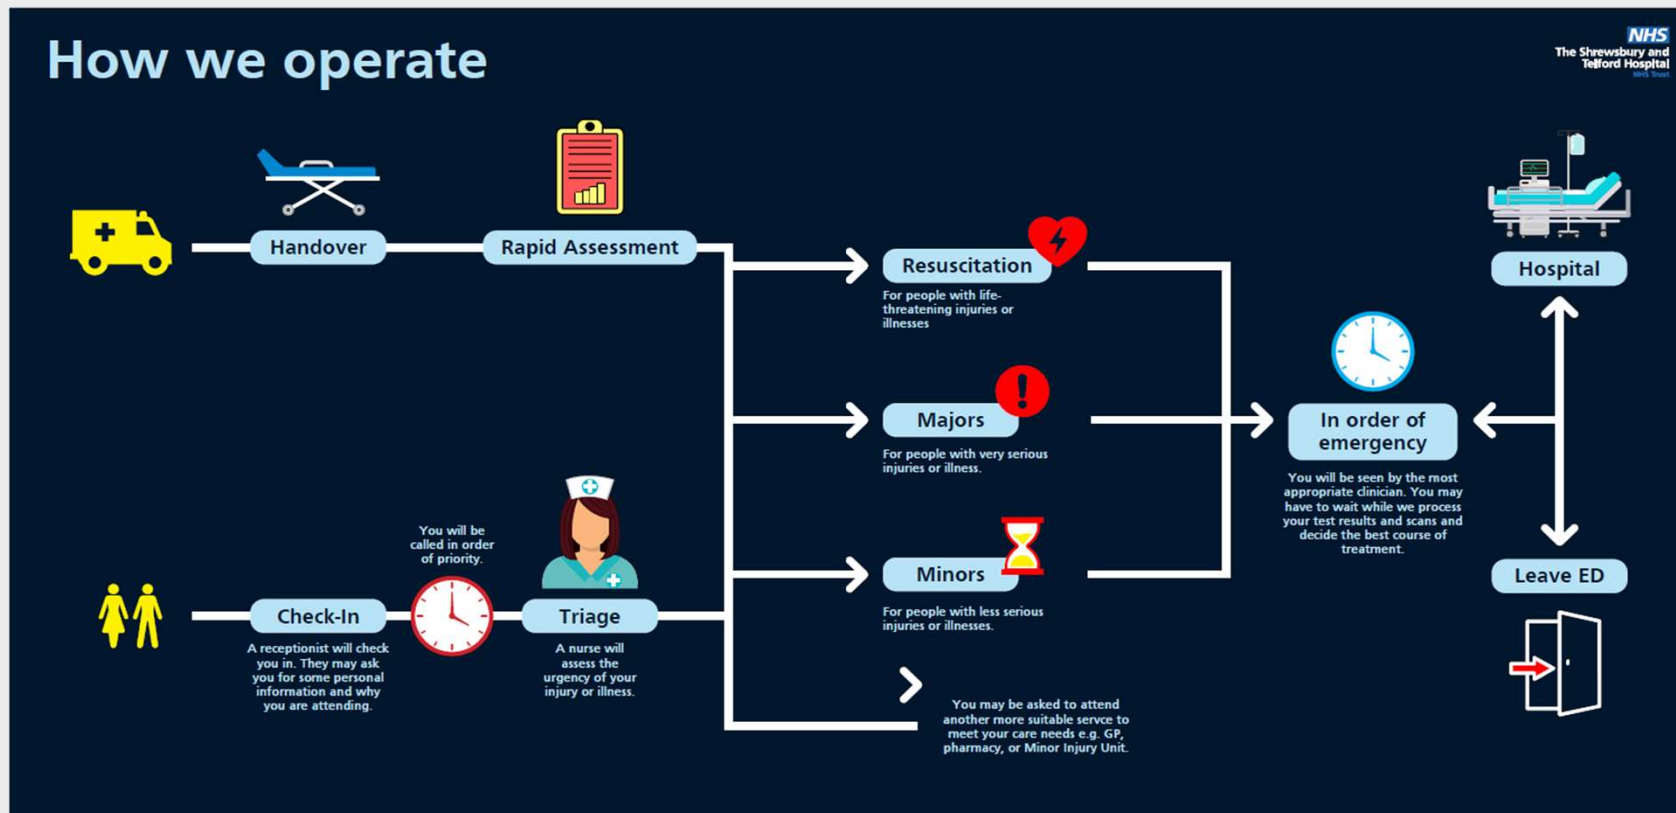 How we operate
NHS
The Shrewsbury and
Telford Hospital
NHS Trust
Handover
Rapid Assessment
Resuscitation
For people with life-
threatening injuries or
illnesses
Hospital
Majors
For people with very serious
injuries or illness.
In order of
emergency
You will be seen by the most
appropriate clinician. You may
have to wait while we process
your test results and scans and
decide the best course of
treatment.
You will be
called in order
of priority.
Minors
For people with less serious
injuries or illnesses.
Leave ED
Check-In
A receptionist will check
you in. They may ask
you for some personal
information and why
you are attending.
Triage
A nurse will
assess the
urgency of your
injury or illness.
You may be asked to attend
another more suitable servce to
meet your care needs e.g. GP,
pharmacy, or Minor Injury Unit.